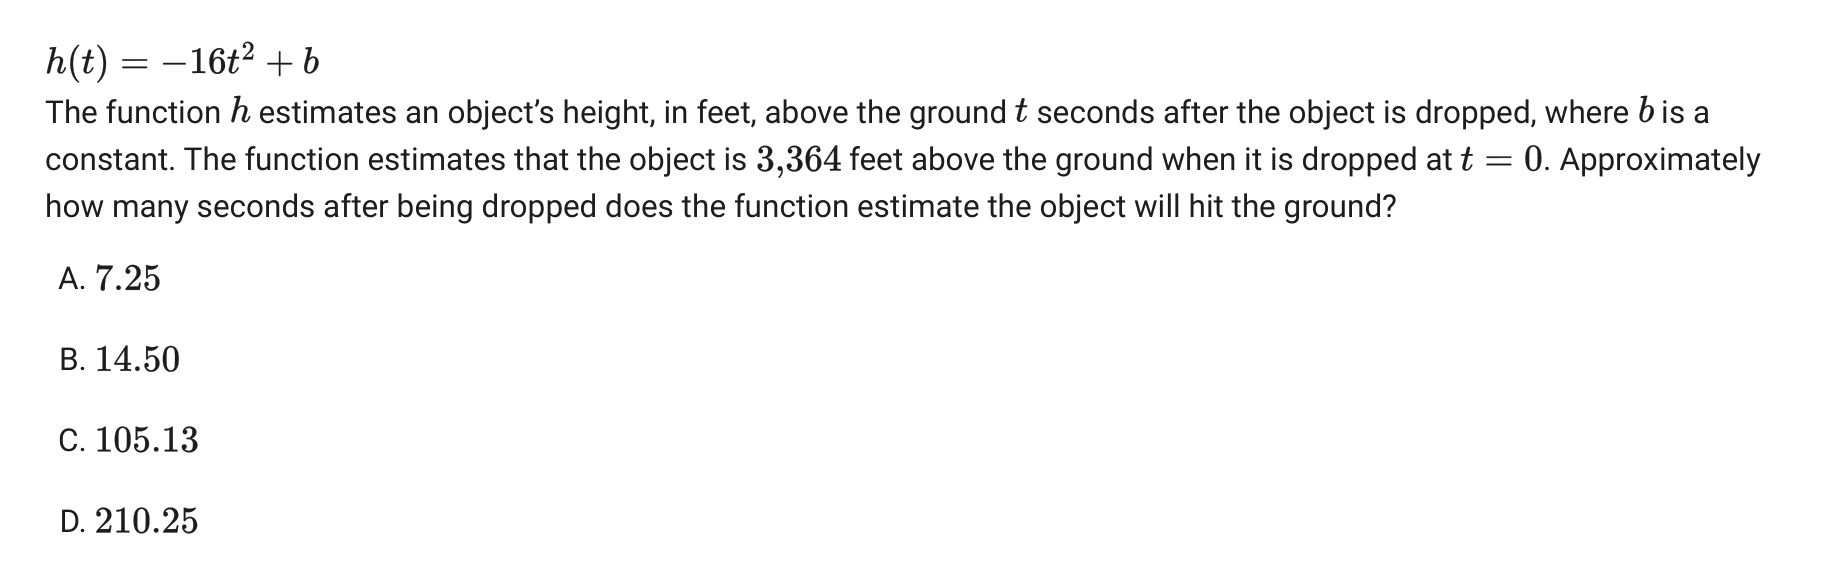 h(t) = −16t² + b
The function h estimates an object’s height, in feet, above the ground t seconds after the object is dropped, where b is a
constant. The function estimates that the object is 3,364 feet above the ground when it is dropped at t = 0. Approximately
how many seconds after being dropped does the function estimate the object will hit the ground?
A. 7.25
B. 14.50
C. 105.13
D. 210.25